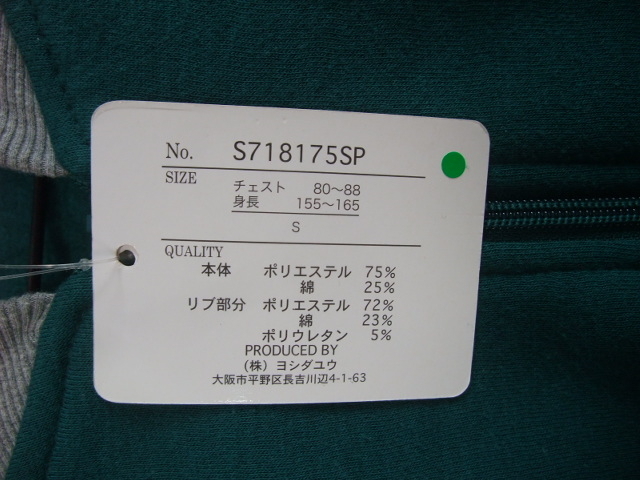 No. S718175SP
SIZE
チェスト 80～88
身長 155～165
S
QUALITY
本体 ポリエステル 75%
綿 25%
リブ部分 ポリエステル 72%
綿 23%
ポリウレタン 5%
PRODUCED BY
(株) ヨシダユウ
大阪市平野区長吉川辺4-1-63